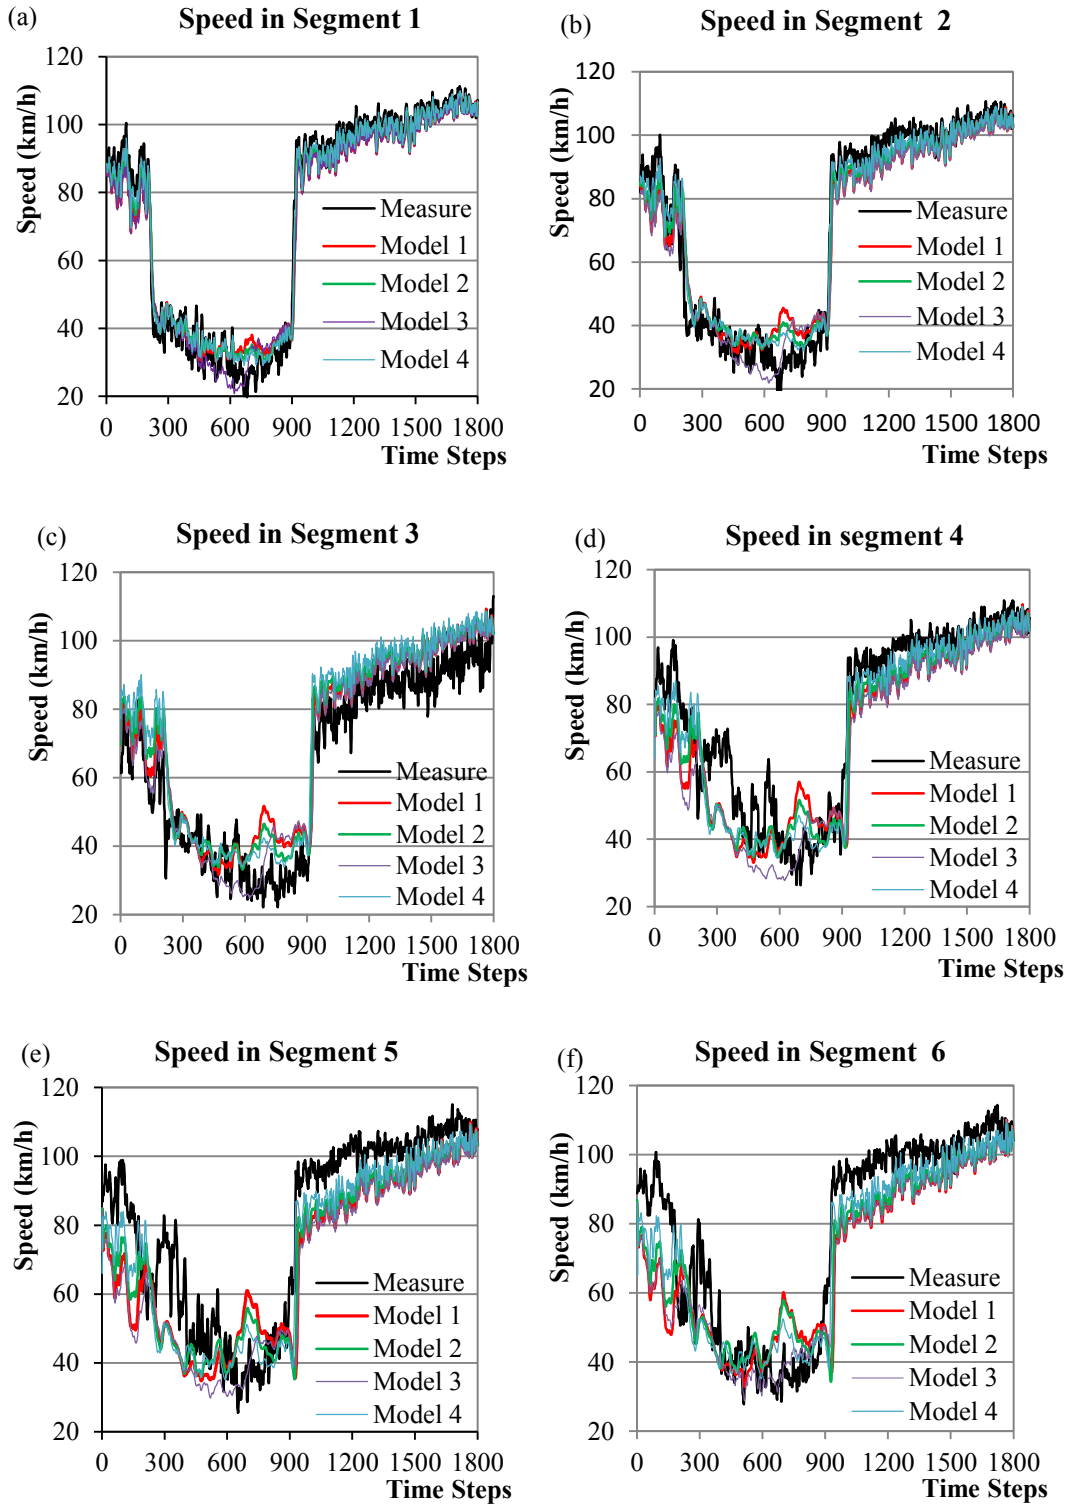 (a) Speed in Segment 1
Speed (km/h)
120
100
80
60
40
20
Measure
Model 1
Model 2
Model 3
Model 4
0 300 600 900 1200 1500 1800
Time Steps
(b) Speed in Segment 2
Speed (km/h)
120
100
80
60
40
20
Measure
Model 1
Model 2
Model 3
Model 4
0 300 600 900 1200 1500 1800
Time Steps
(c) Speed in Segment 3
Speed (km/h)
120
100
80
60
40
20
Measure
Model 1
Model 2
Model 3
Model 4
0 300 600 900 1200 1500 1800
Time Steps
(d) Speed in segment 4
Speed (km/h)
120
100
80
60
40
20
Measure
Model 1
Model 2
Model 3
Model 4
0 300 600 900 1200 1500 1800
Time Steps
(e) Speed in Segment 5
Speed (km/h)
120
100
80
60
40
20
Measure
Model 1
Model 2
Model 3
Model 4
0 300 600 900 1200 1500 1800
Time Steps
(f) Speed in Segment 6
Speed (km/h)
120
100
80
60
40
20
Measure
Model 1
Model 2
Model 3
Model 4
0 300 600 900 1200 1500 1800
Time Steps